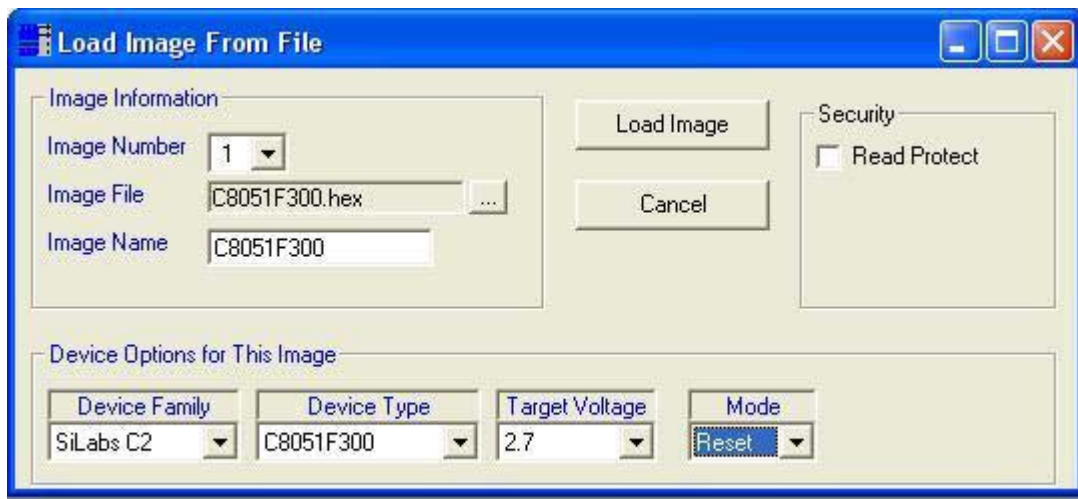 Load Image From File
Image Information
Image Number 1
Image File C8051F300.hex ...
Image Name C8051F300
Load Image
Cancel
Security
Read Protect
Device Options for This Image
Device Family Device Type Target Voltage Mode
SiLabs C2 C8051F300 2.7 Reset